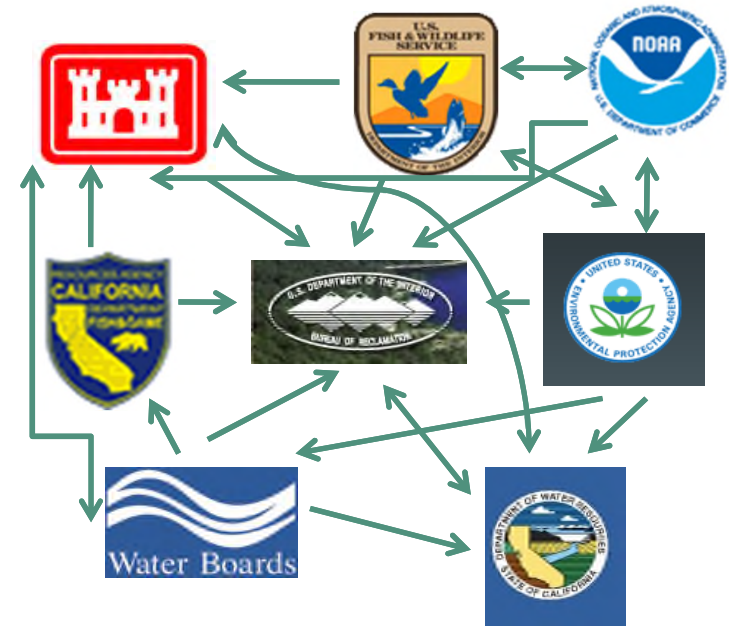 U.S.
FISH & WILDLIFE
SERVICE
DEPARTMENT OF THE INTERIOR
NATIONAL OCEANIC AND ATMOSPHERIC ADMINISTRATION
NOAA
U.S. DEPARTMENT OF COMMERCE
RESOURCES AGENCY
CALIFORNIA
DEPARTMENT
FISH&GAME
U.S. DEPARTMENT OF THE INTERIOR
BUREAU OF RECLAMATION
UNITED STATES
ENVIRONMENTAL PROTECTION AGENCY
Water Boards
DEPARTMENT OF WATER RESOURCES
STATE OF CALIFORNIA